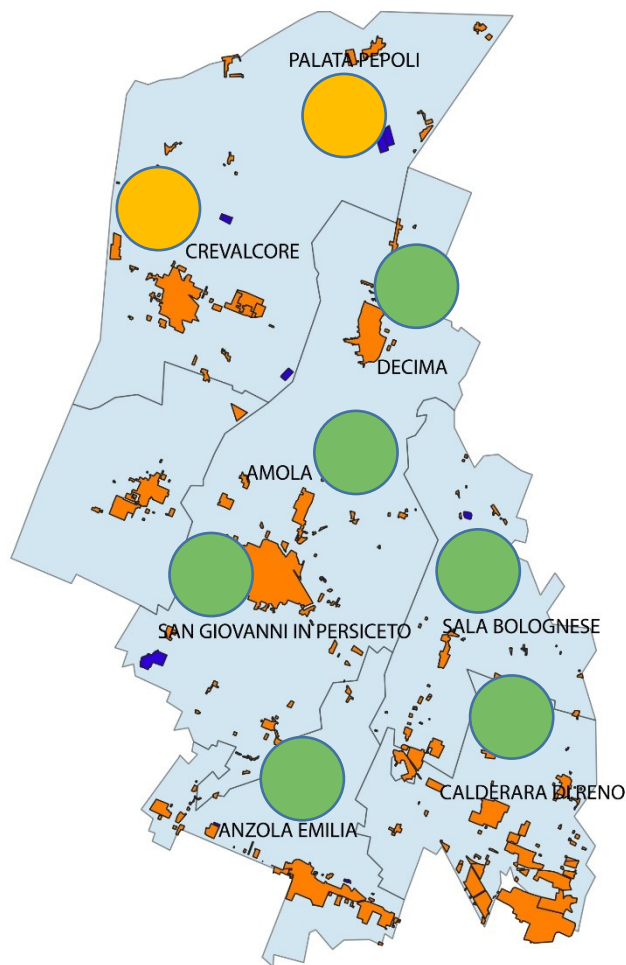 PALATA PEPOLI
CREVALCORE
DECIMA
AMOLA
SAN GIOVANNI IN PERSICETO
SALA BOLOGNESE
CALDERARA DI RENO
ANZOLA EMILIA